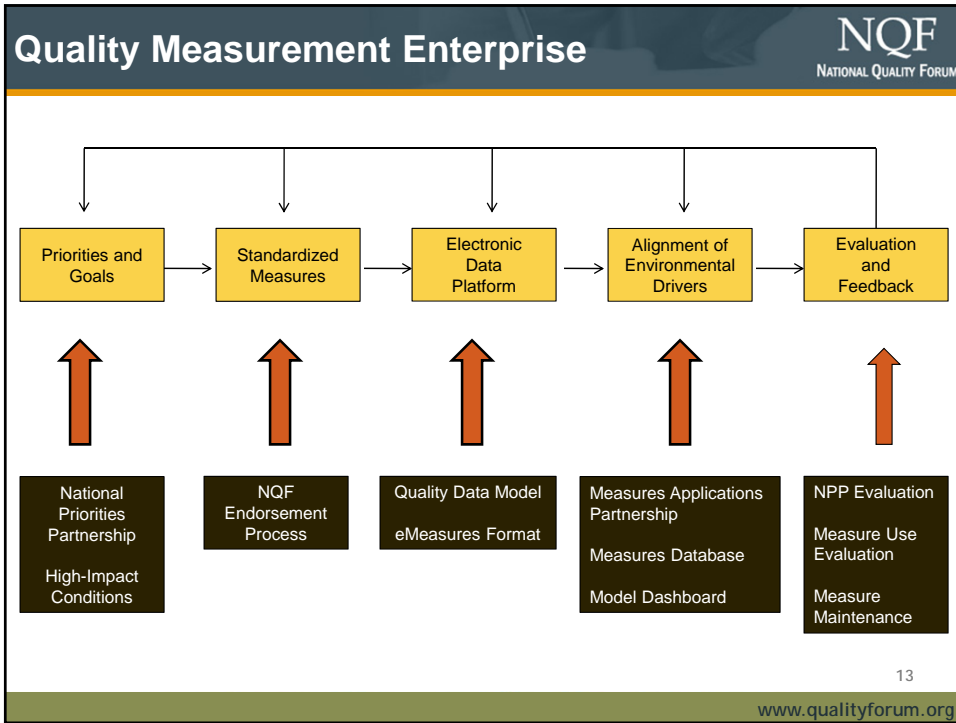 Quality Measurement Enterprise
NQF
NATIONAL QUALITY FORUM
Priorities and
Goals
Standardized
Measures
Electronic
Data
Platform
Alignment of
Environmental
Drivers
Evaluation
and
Feedback
National
Priorities
Partnership
High-Impact
Conditions
NQF
Endorsement
Process
Quality Data Model
eMeasures Format
Measures Applications
Partnership
Measures Database
Model Dashboard
NPP Evaluation
Measure Use
Evaluation
Measure
Maintenance
13
www.qualityforum.org